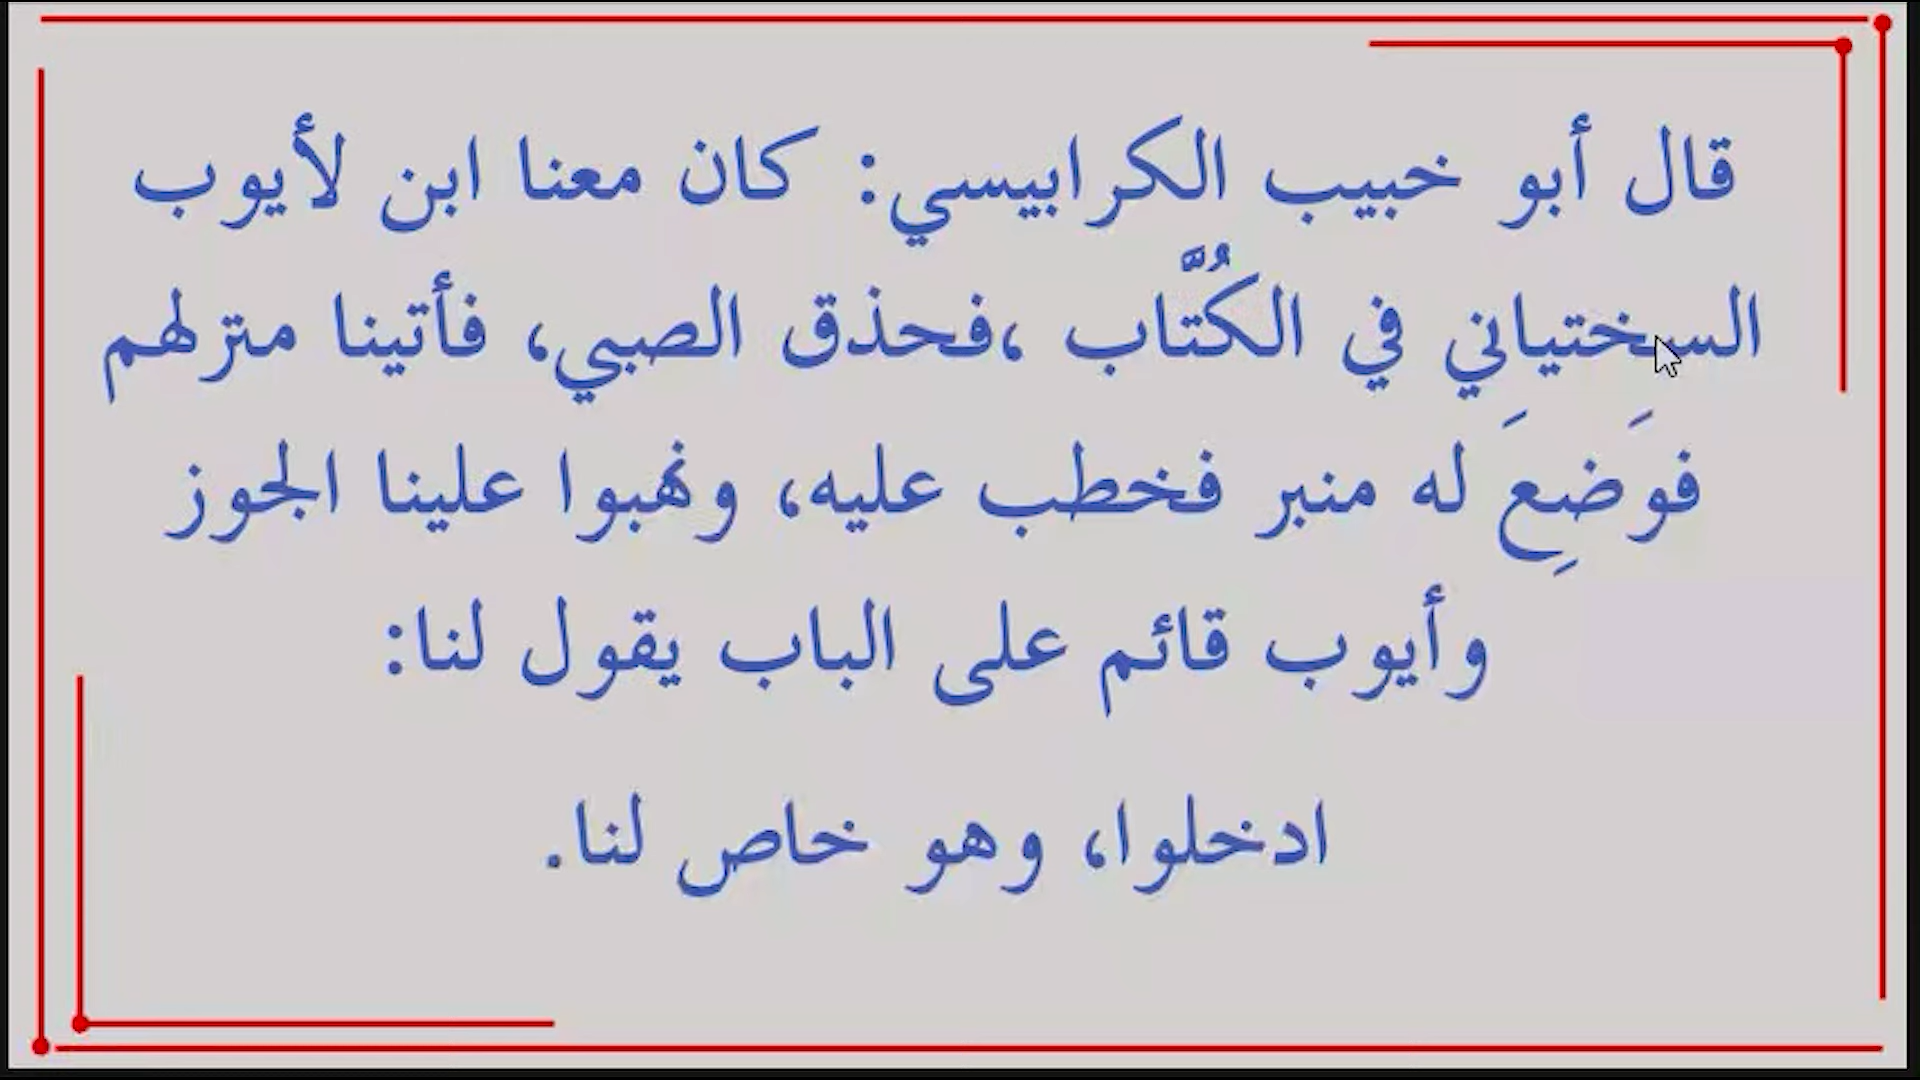 قال أبو خبيب الكرابيسي: كان معنا ابن لأيوب
السختياني في الكُتَّاب ،فحذق الصبي، فأتينا منزلهم
فوَضِعَ له منبر فخطب عليه، ونهبوا علينا الجوز
وأيوب قائم على الباب يقول لنا:
ادخلوا، وهو خاص لنا.